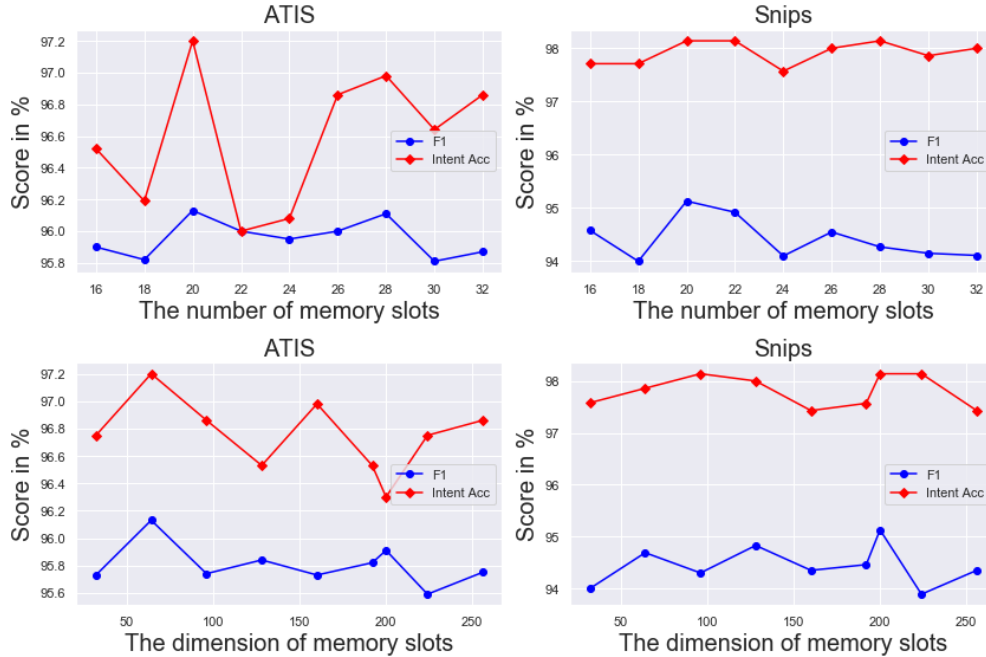 ATIS
Score in %
97.2
97.0
96.8
96.6
96.4
96.2
96.0
95.8
F1
Intent Acc
16 18 20 22 24 26 28 30 32
The number of memory slots
Snips
Score in %
98
97
96
95
94
F1
Intent Acc
16 18 20 22 24 26 28 30 32
The number of memory slots
ATIS
Score in %
97.2
97.0
96.8
96.6
96.4
96.2
96.0
95.8
95.6
F1
Intent Acc
50 100 150 200 250
The dimension of memory slots
Snips
Score in %
98
97
96
95
94
F1
Intent Acc
50 100 150 200 250
The dimension of memory slots